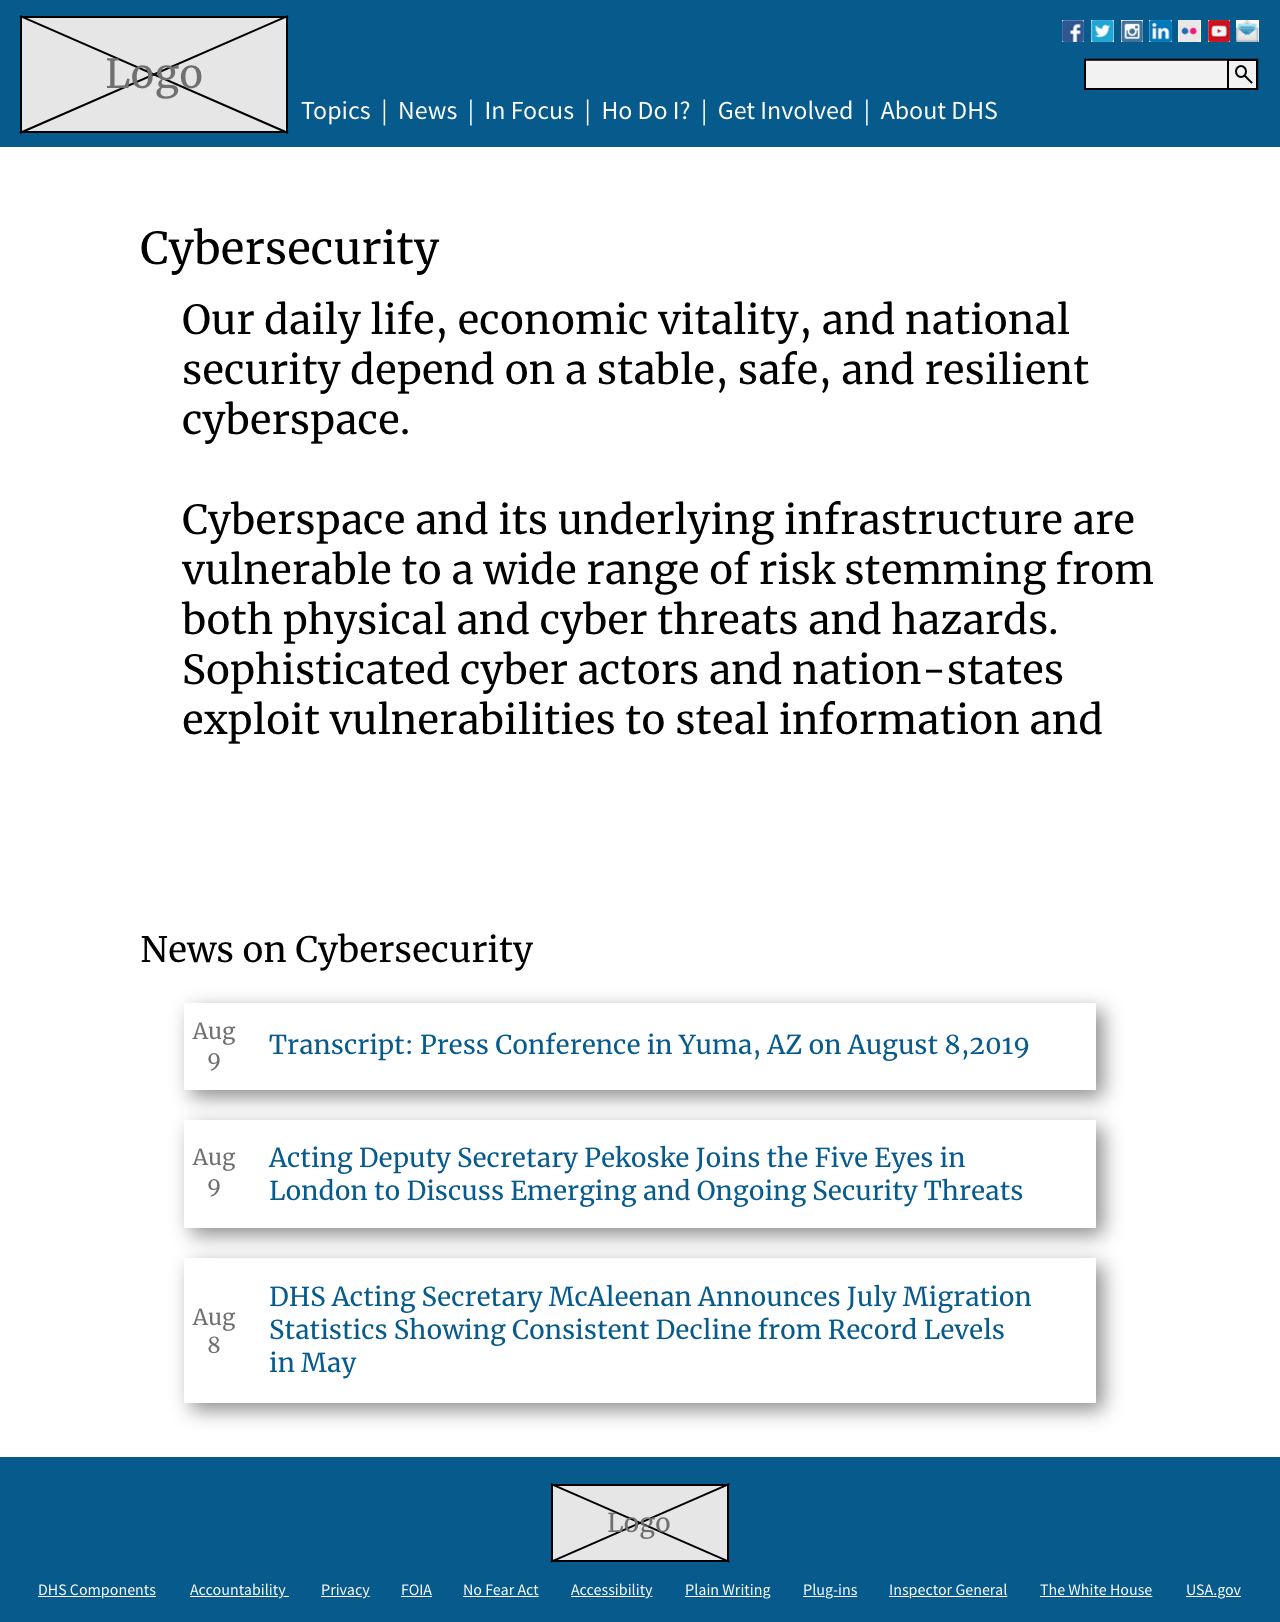 Logo
Topics | News | In Focus | Ho Do I? | Get Involved | About DHS
Cybersecurity
Our daily life, economic vitality, and national
security depend on a stable, safe, and resilient
cyberspace.
Cyberspace and its underlying infrastructure are
vulnerable to a wide range of risk stemming from
both physical and cyber threats and hazards.
Sophisticated cyber actors and nation-states
exploit vulnerabilities to steal information and
News on Cybersecurity
Aug
9
Transcript: Press Conference in Yuma, AZ on August 8,2019
Aug
9
Acting Deputy Secretary Pekoske Joins the Five Eyes in
London to Discuss Emerging and Ongoing Security Threats
Aug
8
DHS Acting Secretary McAleenan Announces July Migration
Statistics Showing Consistent Decline from Record Levels
in May
Logo
DHS Components Accountability Privacy FOIA No Fear Act Accessibility Plain Writing Plug-ins Inspector General The White House USA.gov